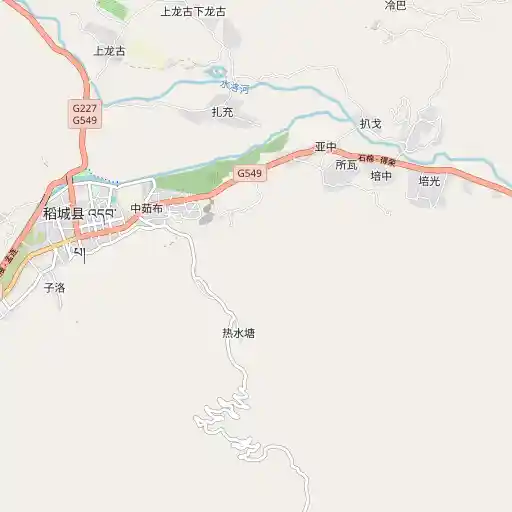 冷巴
上龙古下龙古
上龙古
水洛河
G227
G549
扎充
扒戈
亚中
石棉 - 得荣
所瓦
G549
培中
培光
中茹布
稻城县
子洛
热水塘